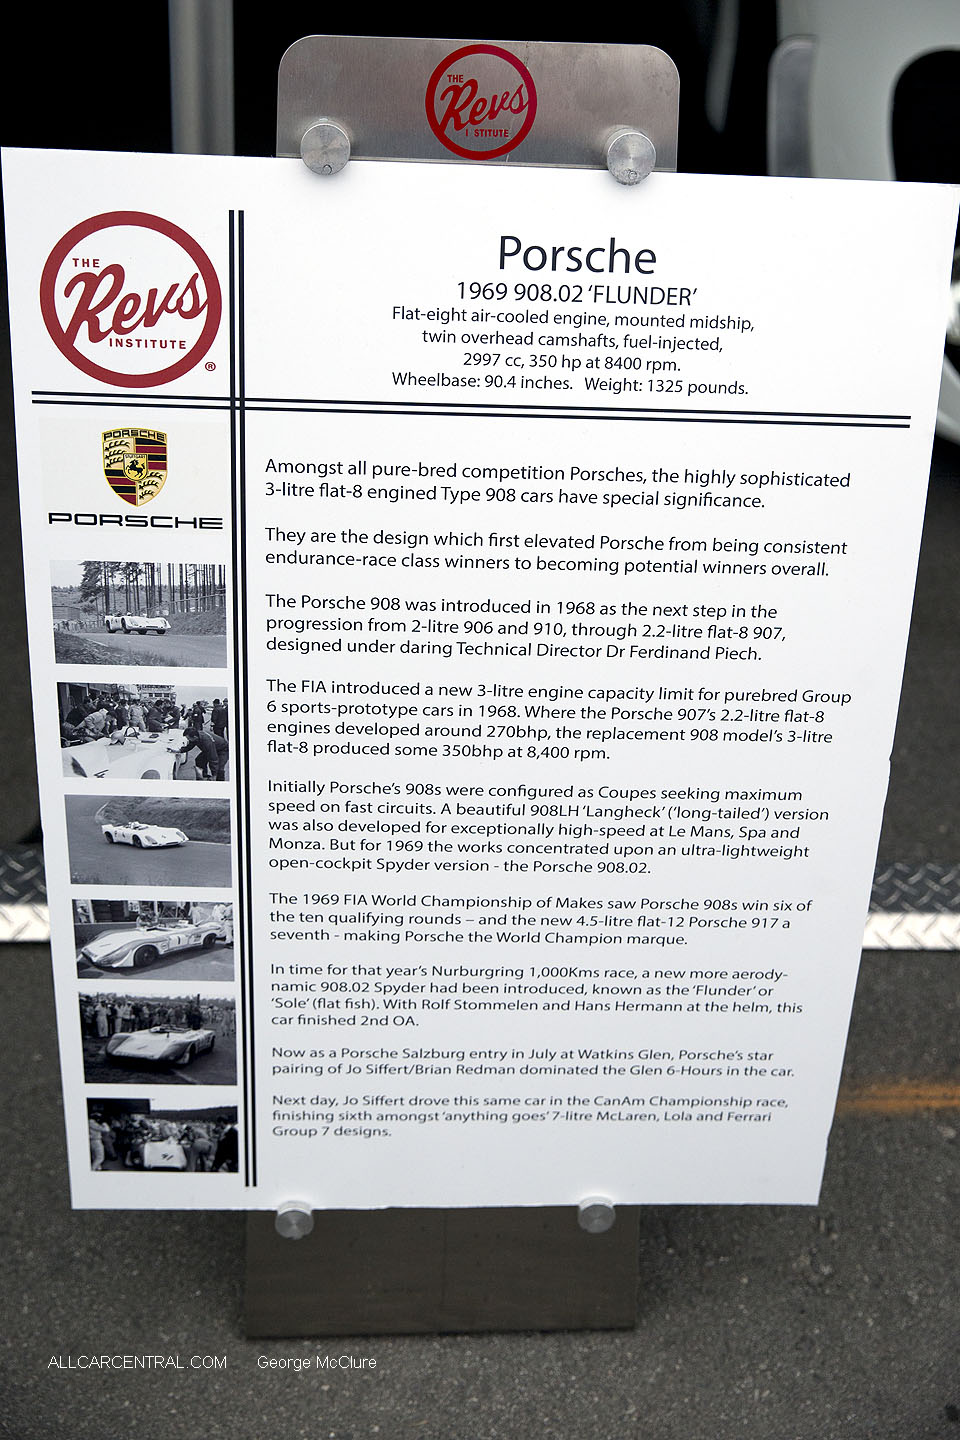 THE
Revs
I STITUTE
THE
Revs
INSTITUTE
®
Porsche
1969 908.02 'FLUNDER'
Flat-eight air-cooled engine, mounted midship,
twin overhead camshafts, fuel-injected,
2997 cc, 350 hp at 8400 rpm.
Wheelbase: 90.4 inches. Weight: 1325 pounds.
PORSCHE
STUTTGART
PORSCHE
Amongst all pure-bred competition Porsches, the highly sophisticated
3-litre flat-8 engined Type 908 cars have special significance.
They are the design which first elevated Porsche from being consistent
endurance-race class winners to becoming potential winners overall.
The Porsche 908 was introduced in 1968 as the next step in the
progression from 2-litre 906 and 910, through 2.2-litre flat-8 907,
designed under daring Technical Director Dr Ferdinand Piech.
The FIA introduced a new 3-litre engine capacity limit for purebred Group
6 sports-prototype cars in 1968. Where the Porsche 907's 2.2-litre flat-8
engines developed around 270bhp, the replacement 908 model's 3-litre
flat-8 produced some 350bhp at 8,400 rpm.
Initially Porsche's 908s were configured as Coupes seeking maximum
speed on fast circuits. A beautiful 908LH 'Langheck' ('long-tailed') version
was also developed for exceptionally high-speed at Le Mans, Spa and
Monza. But for 1969 the works concentrated upon an ultra-lightweight
open-cockpit Spyder version - the Porsche 908.02.
The 1969 FIA World Championship of Makes saw Porsche 908s win six of
the ten qualifying rounds – and the new 4.5-litre flat-12 Porsche 917 a
seventh - making Porsche the World Champion marque.
In time for that year's Nurburgring 1,000Kms race, a new more aerody-
namic 908.02 Spyder had been introduced, known as the 'Flunder' or
'Sole' (flat fish). With Rolf Stommelen and Hans Hermann at the helm, this
car finished 2nd OA.
Now as a Porsche Salzburg entry in July at Watkins Glen, Porsche's star
pairing of Jo Siffert/Brian Redman dominated the Glen 6-Hours in the car.
Next day, Jo Siffert drove this same car in the CanAm Championship race,
finishing sixth amongst 'anything goes' 7-litre McLaren, Lola and Ferrari
Group 7 designs.
ALLCARCENTRAL.COM George McClure